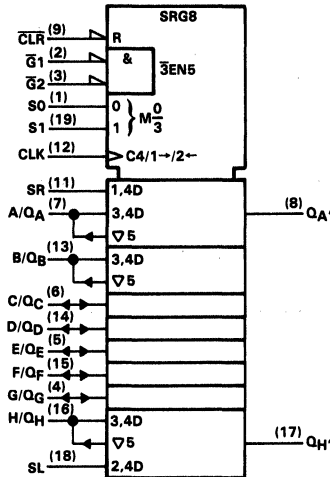 SRG8
CLR (9) R
G1 (2) &
3EN5
G2 (3)
S0 (1) 0
M 0/3
S1 (19) 1
CLK (12) C4/1→/2←
SR (11) 1,4D
A/QA (7) 3,4D (8) QA'
▽5
B/QB (13) 3,4D
▽5
C/QC (6)
D/QD (14)
E/QE (5)
F/QF (15)
G/QG (4)
H/QH (16) 3,4D
▽5 (17) QH'
SL (18) 2,4D